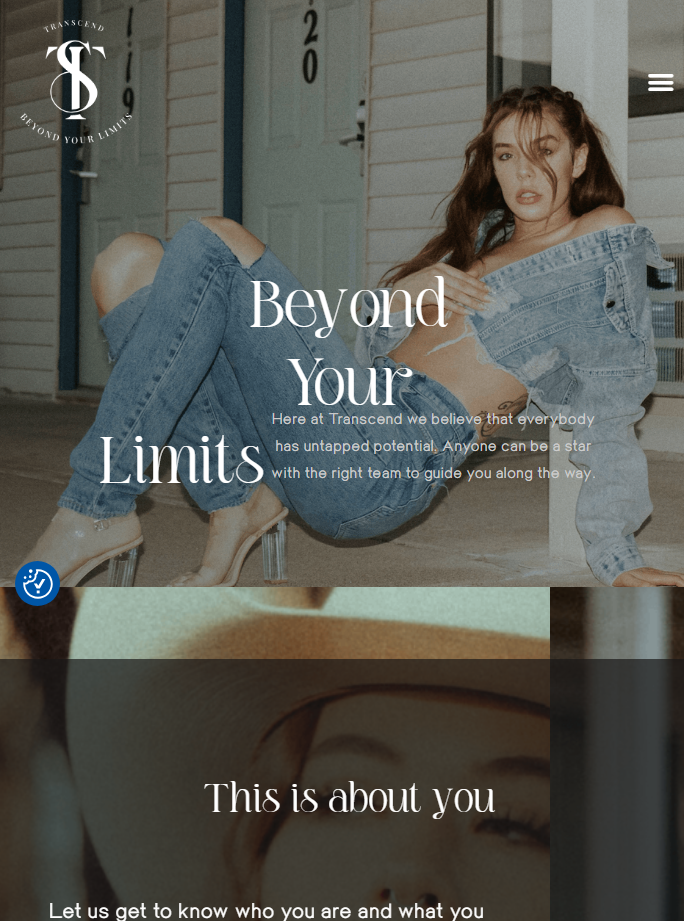 TRANSCEND
TS
BEYOND YOUR LIMITS
119
120
Beyond
Your
Limits
Here at Transcend we believe that everybody
has untapped potential. Anyone can be a star
with the right team to guide you along the way.
This is about you
Let us get to know who you are and what you